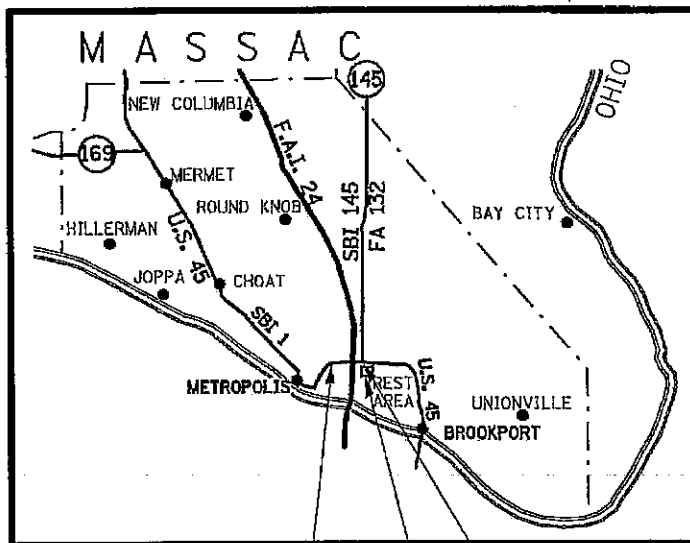 MASSAC
145
OHIO
NEW COLUMBIA
F.A.I. 24
169
MERMET
SBI 145
FA 132
ROUND KNOB
BAY CITY
HILLERMAN
U.S. 45
JOPPA
CHOAT
SBI 1
METROPOLIS
REST
AREA
U.S. 45
UNIONVILLE
BROOKPORT